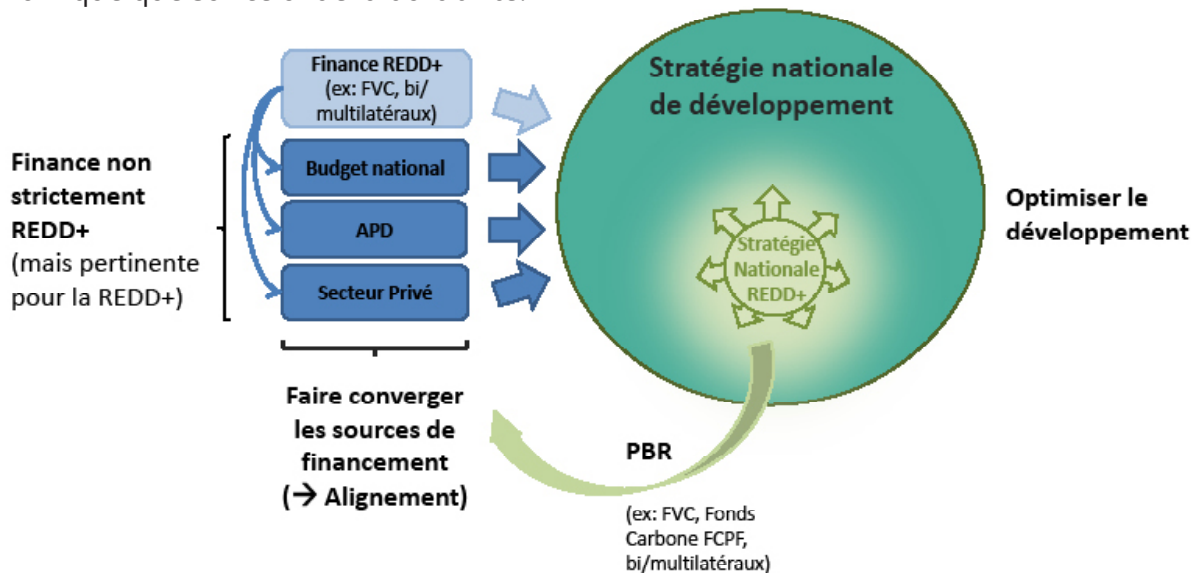 Finance REDD+
(ex: FVC, bi/
multilatéraux)
Stratégie nationale
de développement
Finance non
strictement
REDD+
(mais pertinente
pour la REDD+)
Budget national
APD
Secteur Privé
Stratégie
Nationale
REDD+
Optimiser le
développement
Faire converger
les sources de
financement
(→ Alignement)
PBR
(ex: FVC, Fonds
Carbone FCPF,
bi/multilatéraux)